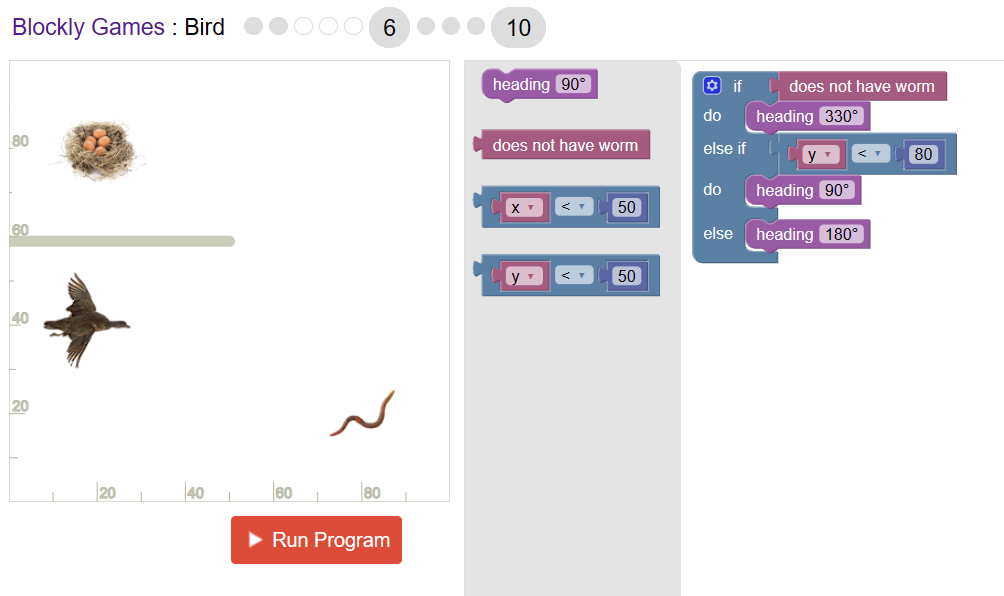 Blockly Games : Bird 6 10
80
60
40
20
20 40 60 80
Run Program
heading 90°
does not have worm
x ▾ < ▾ 50
y ▾ < ▾ 50
if does not have worm
do heading 330°
else if y ▾ < ▾ 80
do heading 90°
else heading 180°